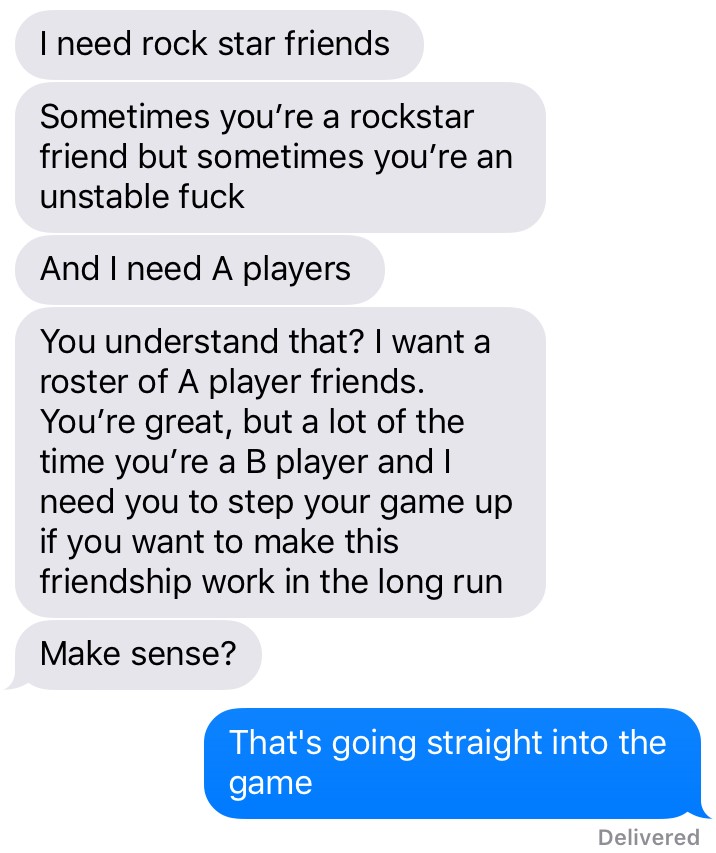 I need rock star friends
Sometimes you’re a rockstar
friend but sometimes you’re an
unstable fuck
And I need A players
You understand that? I want a
roster of A player friends.
You’re great, but a lot of the
time you’re a B player and I
need you to step your game up
if you want to make this
friendship work in the long run
Make sense?
That's going straight into the
game
Delivered